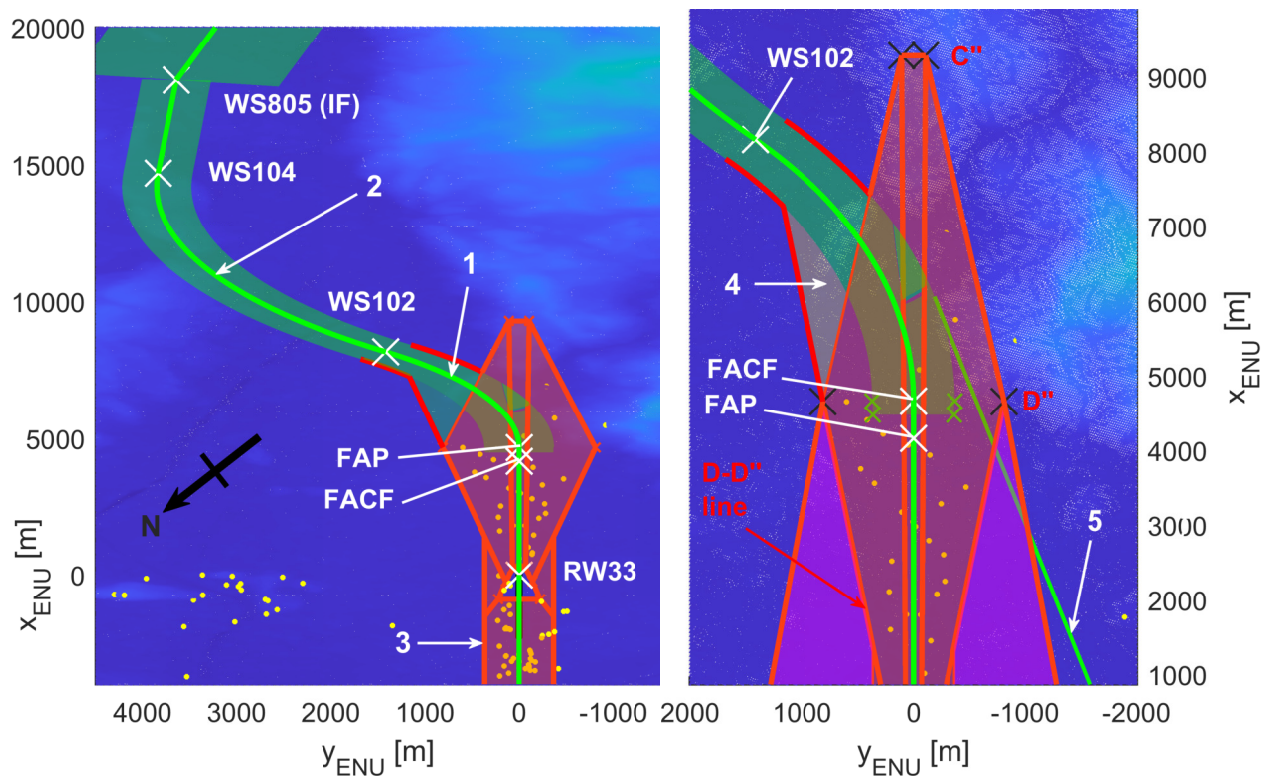 20000
15000
10000
5000
0
x_ENU [m]
WS805 (IF)
WS104
2
1
WS102
FAP
FACF
N
RW33
3
4000 3000 2000 1000 0 -1000
y_ENU [m]
WS102
C"
4
FACF
FAP
D"
D-D"
line
5
9000
8000
7000
6000
5000
4000
3000
2000
1000
x_ENU [m]
2000 1000 0 -1000 -2000
y_ENU [m]